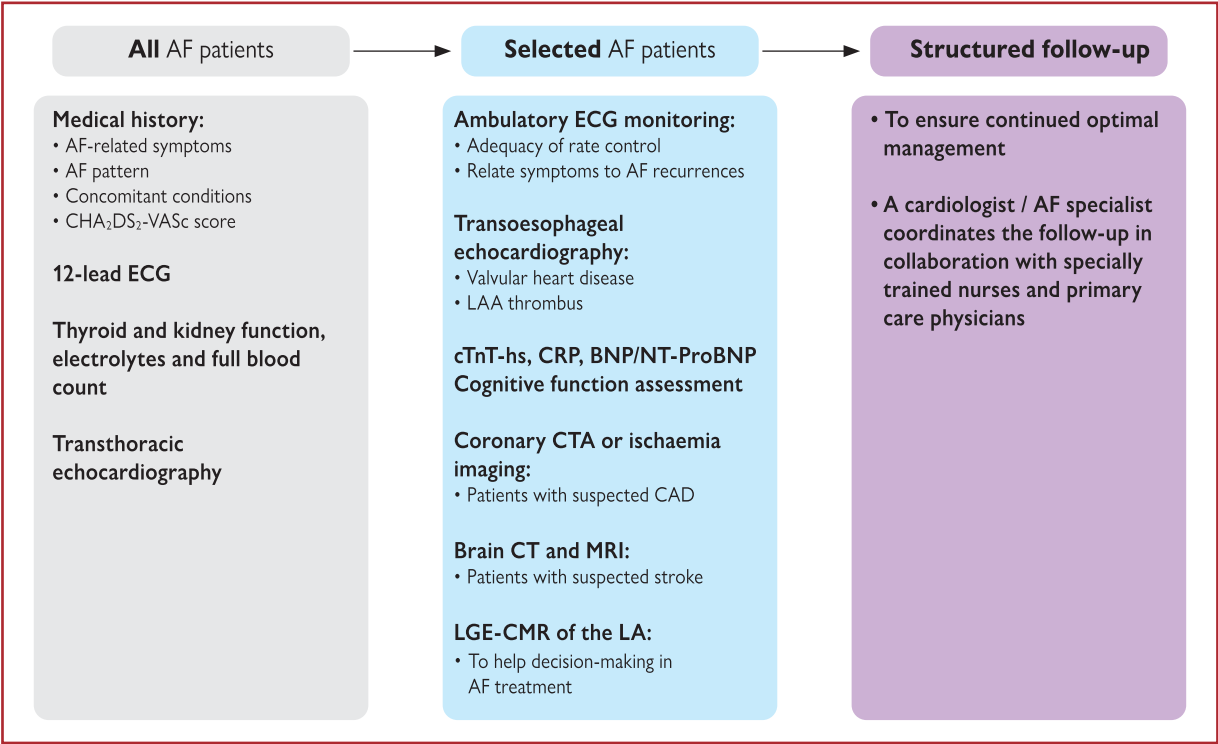 All AF patients
Selected AF patients
Structured follow-up
Medical history:
• AF-related symptoms
• AF pattern
• Concomitant conditions
• CHA₂DS₂-VASc score
12-lead ECG
Thyroid and kidney function,
electrolytes and full blood
count
Transthoracic
echocardiography
Ambulatory ECG monitoring:
• Adequacy of rate control
• Relate symptoms to AF recurrences
Transoesophageal
echocardiography:
• Valvular heart disease
• LAA thrombus
cTnT-hs, CRP, BNP/NT-ProBNP
Cognitive function assessment
Coronary CTA or ischaemia
imaging:
• Patients with suspected CAD
Brain CT and MRI:
• Patients with suspected stroke
LGE-CMR of the LA:
• To help decision-making in
AF treatment
• To ensure continued optimal
management
• A cardiologist / AF specialist
coordinates the follow-up in
collaboration with specially
trained nurses and primary
care physicians